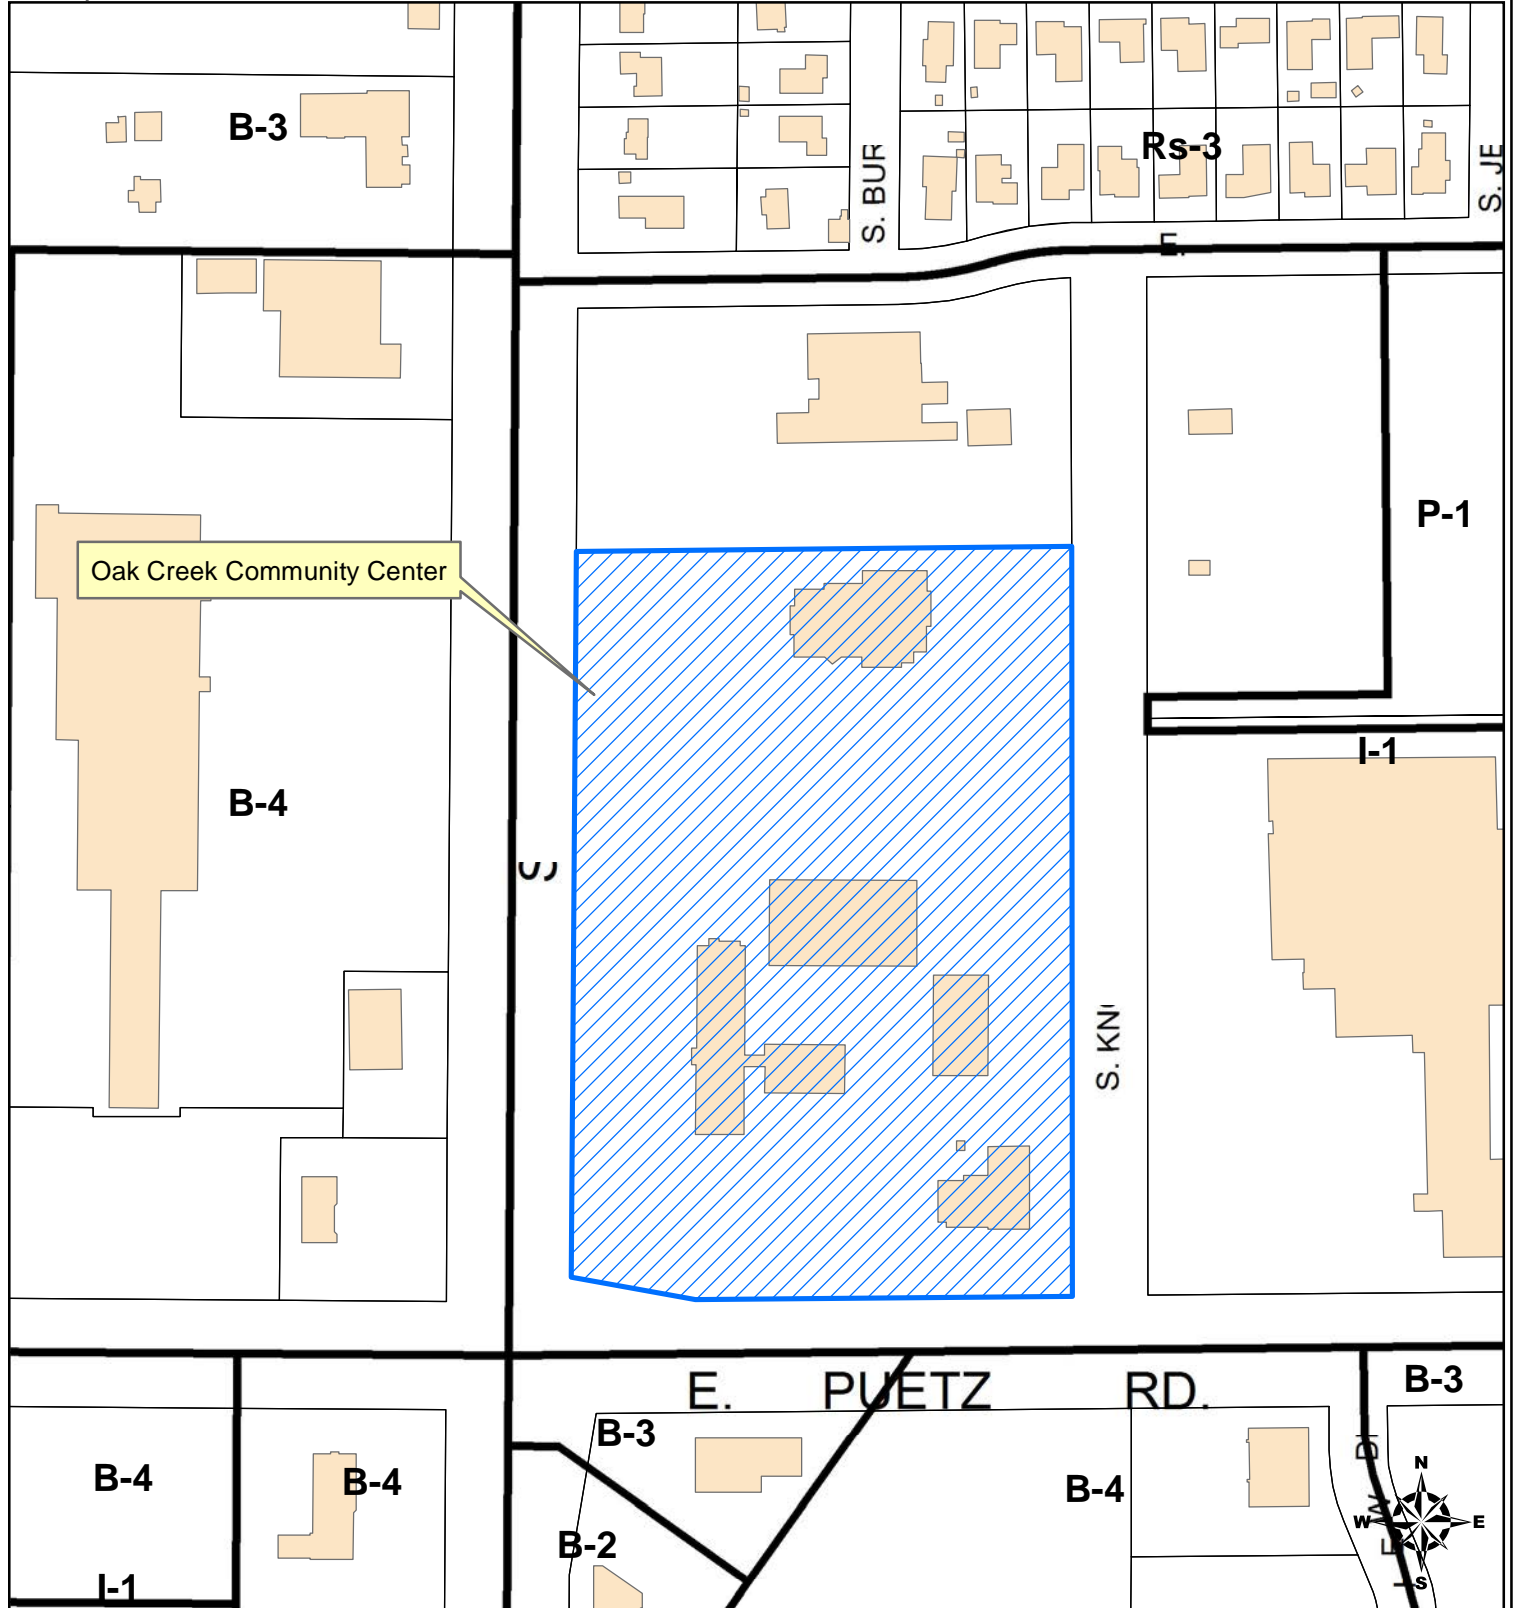 B-3
Rs-3
S. BUR
S. JE
E.
P-1
Oak Creek Community Center
I-1
B-4
S
S. KN
E. PUETZ RD.
B-3
B-3
B-4
B-4
B-4
B-2
I-1
N
W
E
S